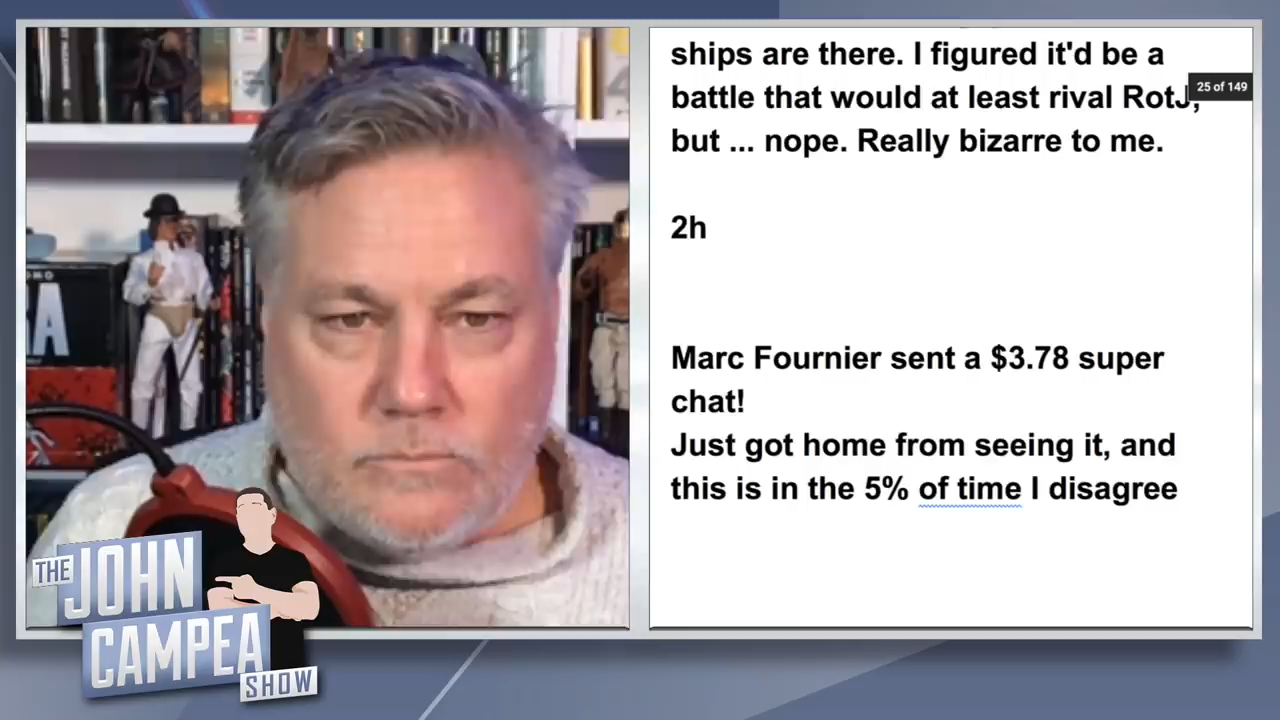 ships are there. I figured it'd be a
battle that would at least rival RotJ,
but ... nope. Really bizarre to me.
25 of 149
2h
Marc Fournier sent a $3.78 super
chat!
Just got home from seeing it, and
this is in the 5% of time I disagree
THE
JOHN
CAMPEA
SHOW